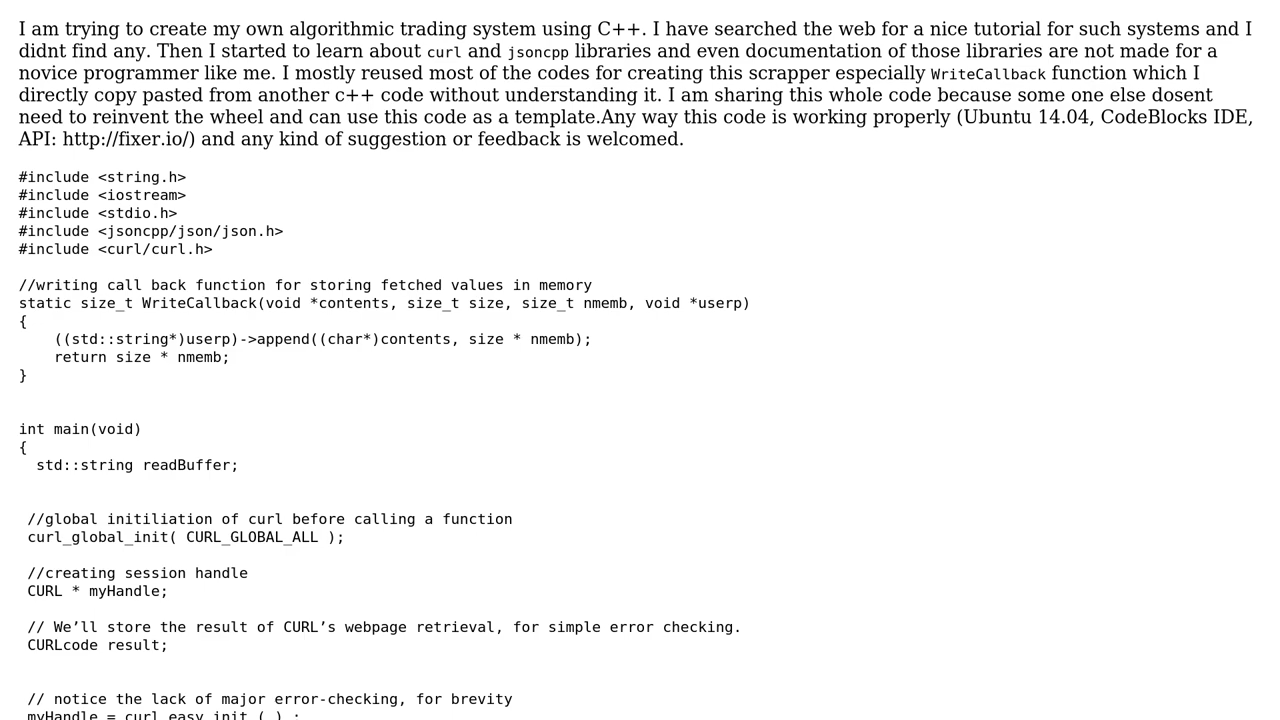 I am trying to create my own algorithmic trading system using C++. I have searched the web for a nice tutorial for such systems and I
didnt find any. Then I started to learn about curl and jsoncpp libraries and even documentation of those libraries are not made for a
novice programmer like me. I mostly reused most of the codes for creating this scrapper especially WriteCallback function which I
directly copy pasted from another c++ code without understanding it. I am sharing this whole code because some one else dosent
need to reinvent the wheel and can use this code as a template.Any way this code is working properly (Ubuntu 14.04, CodeBlocks IDE,
API: http://fixer.io/) and any kind of suggestion or feedback is welcomed.
#include <string.h>
#include <iostream>
#include <stdio.h>
#include <jsoncpp/json/json.h>
#include <curl/curl.h>
//writing call back function for storing fetched values in memory
static size_t WriteCallback(void *contents, size_t size, size_t nmemb, void *userp)
{
    ((std::string*)userp)->append((char*)contents, size * nmemb);
    return size * nmemb;
}
int main(void)
{
  std::string readBuffer;
 //global initiliation of curl before calling a function
 curl_global_init( CURL_GLOBAL_ALL );
 //creating session handle
 CURL * myHandle;
 // We’ll store the result of CURL’s webpage retrieval, for simple error checking.
 CURLcode result;
 // notice the lack of major error-checking, for brevity
 myHandle = curl_easy_init ( ) ;